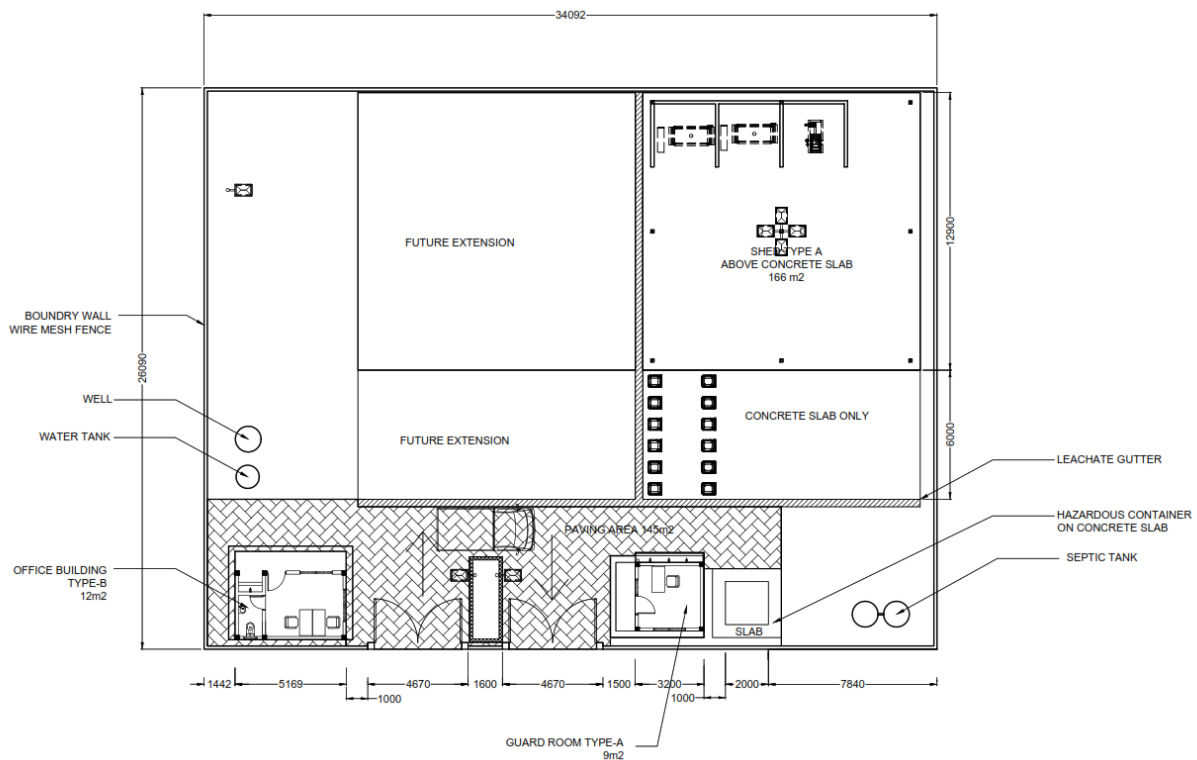 34092
FUTURE EXTENSION
SHED TYPE A
ABOVE CONCRETE SLAB
166 m2
12900
BOUNDRY WALL
WIRE MESH FENCE
26090
WELL
WATER TANK
FUTURE EXTENSION
CONCRETE SLAB ONLY
6000
LEACHATE GUTTER
PAVING AREA 145m2
HAZARDOUS CONTAINER
ON CONCRETE SLAB
SEPTIC TANK
OFFICE BUILDING
TYPE-B
12m2
SLAB
1442
5169
1000
4670
1600
4670
1500
3200
1000
2000
7840
GUARD ROOM TYPE-A
9m2